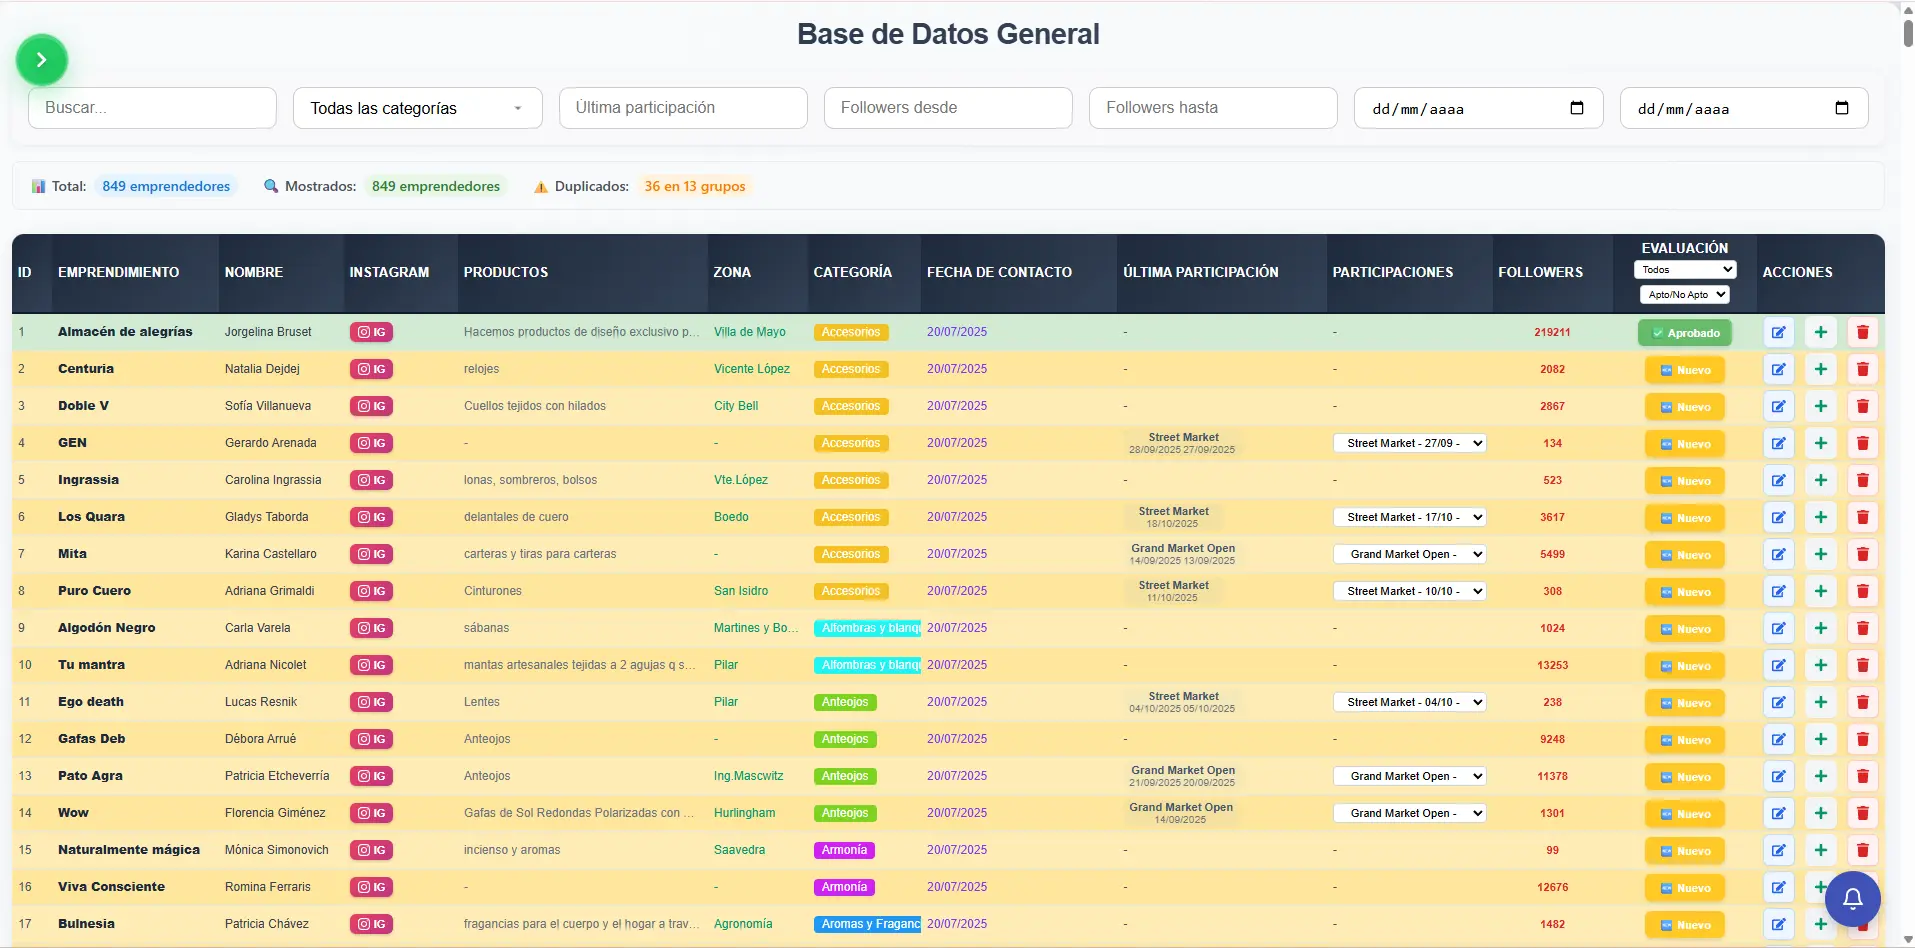 Base de Datos General
Buscar... Todas las categorías Última participación Followers desde Followers hasta dd/mm/aaaa dd/mm/aaaa
Total: 849 emprendedores Mostrados: 849 emprendedores Duplicados: 36 en 13 grupos
ID EMPRENDIMIENTO NOMBRE INSTAGRAM PRODUCTOS ZONA CATEGORÍA FECHA DE CONTACTO ÚLTIMA PARTICIPACIÓN PARTICIPACIONES FOLLOWERS EVALUACIÓN ACCIONES
Todos
Apto/No Apto
1 Almacén de alegrías Jorgelina Bruset IG Hacemos productos de diseño exclusivo p... Villa de Mayo Accesorios 20/07/2025 - - 219211 Aprobado
2 Centuria Natalia Dejdej IG relojes Vicente López Accesorios 20/07/2025 - - 2082 Nuevo
3 Doble V Sofía Villanueva IG Cuellos tejidos con hilados City Bell Accesorios 20/07/2025 - - 2867 Nuevo
4 GEN Gerardo Arenada IG - - Accesorios 20/07/2025 Street Market Street Market - 27/09 - 134 Nuevo
28/09/2025 27/09/2025
5 Ingrassia Carolina Ingrassia IG lonas, sombreros, bolsos Vte.López Accesorios 20/07/2025 - - 523 Nuevo
6 Los Quara Gladys Taborda IG delantales de cuero Boedo Accesorios 20/07/2025 Street Market Street Market - 17/10 - 3617 Nuevo
18/10/2025
7 Mita Karina Castellaro IG carteras y tiras para carteras - Accesorios 20/07/2025 Grand Market Open Grand Market Open - 5499 Nuevo
14/09/2025 13/09/2025
8 Puro Cuero Adriana Grimaldi IG Cinturones San Isidro Accesorios 20/07/2025 Street Market Street Market - 10/10 - 308 Nuevo
11/10/2025
9 Algodón Negro Carla Varela IG sábanas Martines y Bo... Alfombras y blanqu 20/07/2025 - - 1024 Nuevo
10 Tu mantra Adriana Nicolet IG mantas artesanales tejidas a 2 agujas q s... Pilar Alfombras y blanqu 20/07/2025 - - 13253 Nuevo
11 Ego death Lucas Resnik IG Lentes Pilar Anteojos 20/07/2025 Street Market Street Market - 04/10 - 238 Nuevo
04/10/2025 05/10/2025
12 Gafas Deb Débora Arrué IG Anteojos - Anteojos 20/07/2025 - - 9248 Nuevo
13 Pato Agra Patricia Etcheverría IG Anteojos Ing.Mascwitz Anteojos 20/07/2025 Grand Market Open Grand Market Open - 11378 Nuevo
21/09/2025 20/09/2025
14 Wow Florencia Giménez IG Gafas de Sol Redondas Polarizadas con ... Hurlingham Anteojos 20/07/2025 Grand Market Open Grand Market Open - 1301 Nuevo
14/09/2025
15 Naturalmente mágica Mónica Simonovich IG incienso y aromas Saavedra Armonía 20/07/2025 - - 99 Nuevo
16 Viva Consciente Romina Ferraris IG - - Armonía 20/07/2025 - - 12676 Nuevo
17 Bulnesia Patricia Chávez IG fragancias para el cuerpo y el hogar a trav... Agronomía Aromas y Fraganc 20/07/2025 - - 1482 Nuevo